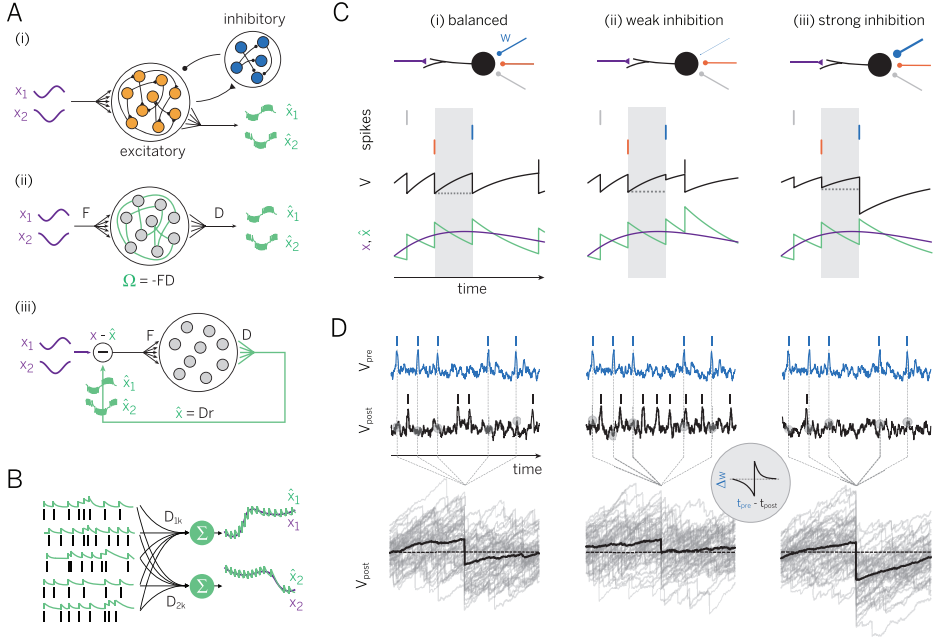 A
(i)
inhibitory
x1
x2
excitatory
x̂1
x̂2
(ii)
x1
x2
F
D
x̂1
x̂2
Ω = -FD
(iii)
x1
x2
x - x̂
F
D
x̂1
x̂2
x̂ = Dr
B
D1k
D2k
Σ
Σ
x̂1
x1
x̂2
x2
C
(i) balanced
(ii) weak inhibition
(iii) strong inhibition
w
spikes
V
x, x̂
time
D
Vpre
Vpost
time
Δw
tpre - tpost
Vpost